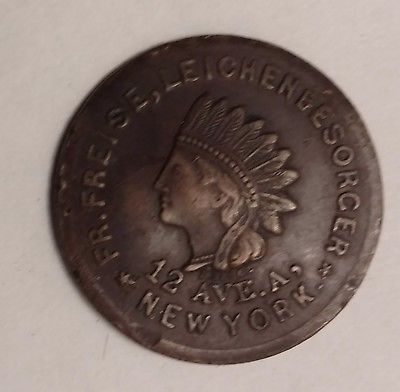 FR. FREISE, LEICHENBESORGER
12 AVE. A,
* NEW YORK. *